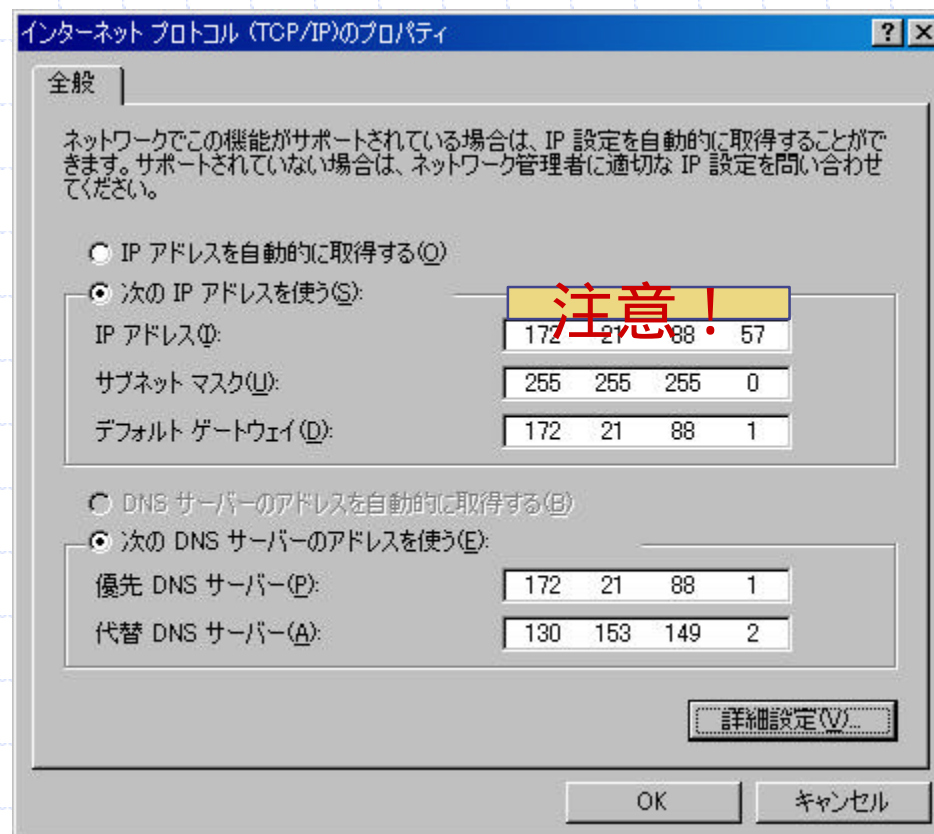 インターネット プロトコル (TCP/IP)のプロパティ
全般
ネットワークでこの機能がサポートされている場合は、IP 設定を自動的に取得することがで
きます。サポートされていない場合は、ネットワーク管理者に適切な IP 設定を問い合わせ
てください。
IP アドレスを自動的に取得する(O)
次の IP アドレスを使う(S):
注意！
IP アドレス(I): 172 21 88 57
サブネット マスク(U): 255 255 255 0
デフォルト ゲートウェイ(D): 172 21 88 1
DNS サーバーのアドレスを自動的に取得する(B)
次の DNS サーバーのアドレスを使う(E):
優先 DNS サーバー(P): 172 21 88 1
代替 DNS サーバー(A): 130 153 149 2
詳細設定(V)...
OK キャンセル